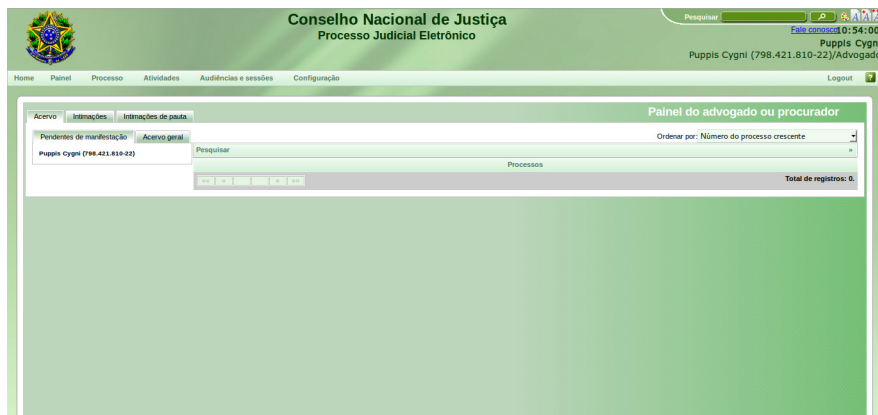 Conselho Nacional de Justiça
Processo Judicial Eletrônico
Pesquisar
A A A
Fale conosco 10:54:00
Puppis Cygn
Puppis Cygni (798.421.810-22)/Advogado
Home Painel Processo Atividades Audiências e sessões Configuração Logout ?
Acervo Intimações Intimações de pauta Painel do advogado ou procurador
Pendentes de manifestação Acervo geral Ordenar por: Número do processo crescente
Puppis Cygni (798.421.810-22) Pesquisar »
Processos
«« « » »» Total de registros: 0.